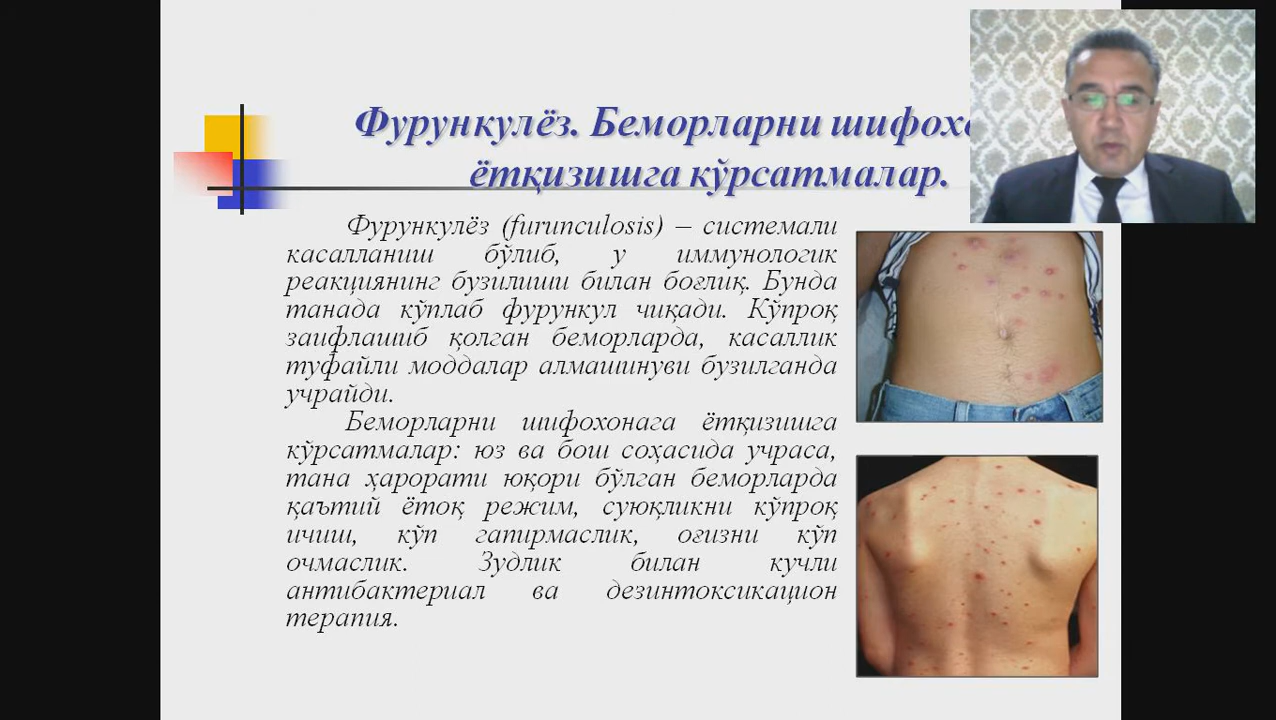 Фурункулёз. Беморларни
ётқизишга кўрсатмалар.
Фурункулёз (furunculosis) – системали
касалланиш бўлиб, у иммунологик
реакциянинг бузилиши билан боғлиқ. Бунда
танада кўплаб фурункул чиқади. Кўпроқ
заифлашиб қолган беморларда, касаллик
туфайли моддалар алмашинуви бузилганда
учрайди.
Беморларни шифохонага ётқизишга
кўрсатмалар: юз ва бош соҳасида учраса,
тана ҳарорати юқори бўлган беморларда
қаътий ётоқ режим, суюқликни кўпроқ
ичиш, кўп гапирмаслик, оғизни кўп
очмаслик. Зудлик билан кучли
антибактериал ва дезинтоксикацион
терапия.